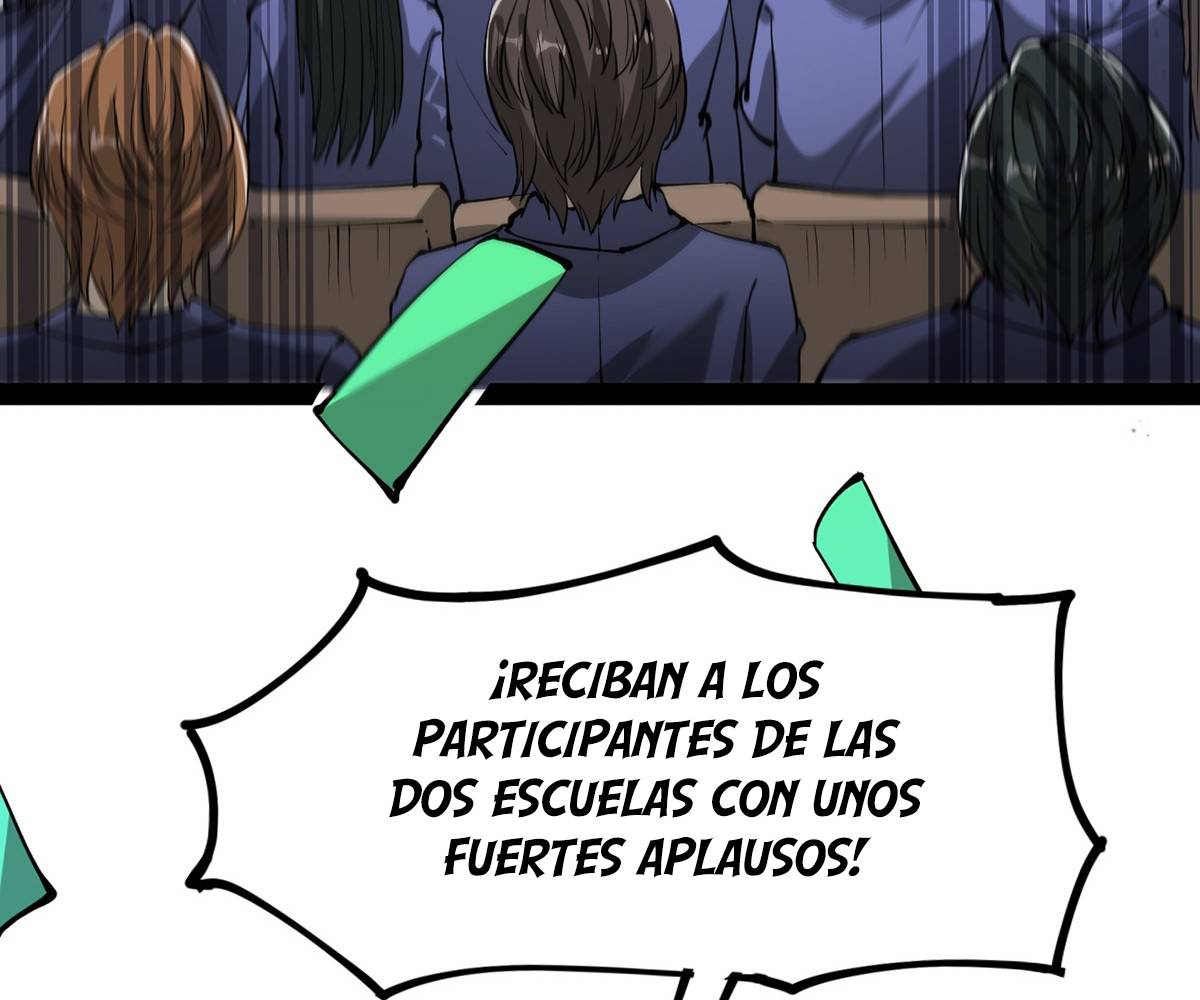 ¡RECIBAN A LOS
PARTICIPANTES DE LAS
DOS ESCUELAS CON UNOS
FUERTES APLAUSOS!